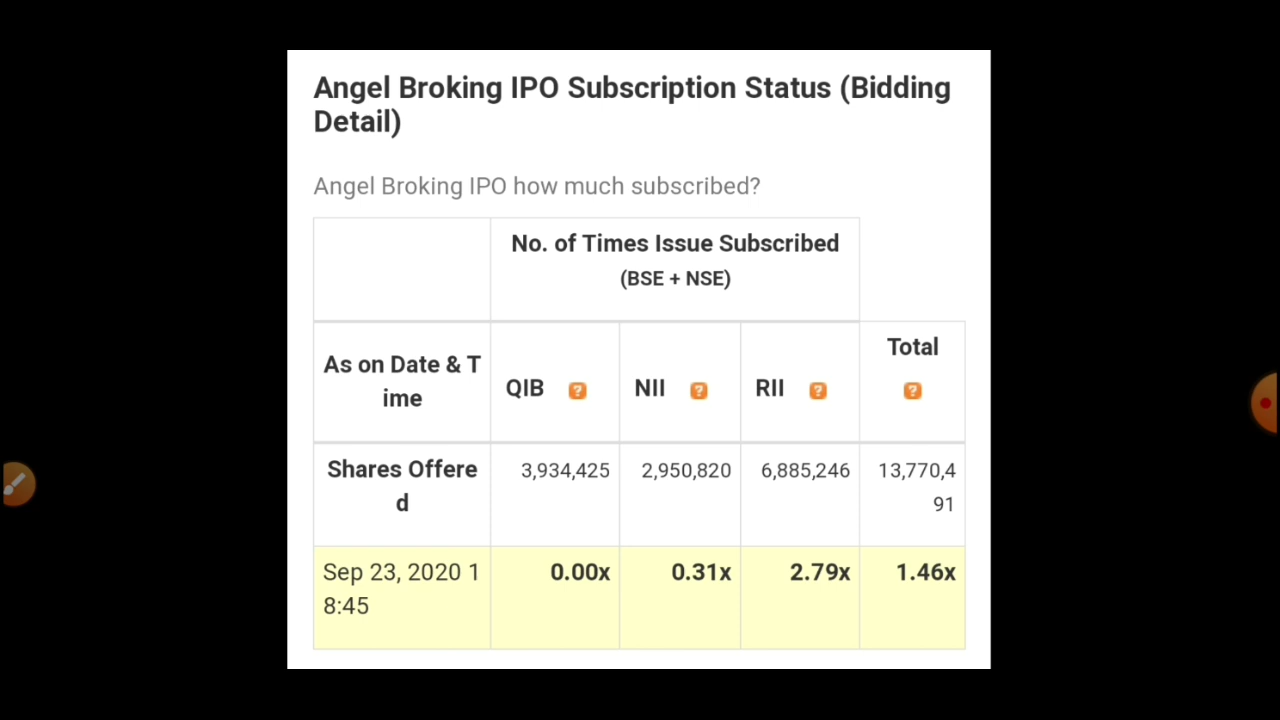 Angel Broking IPO Subscription Status (Bidding
Detail)
Angel Broking IPO how much subscribed?
No. of Times Issue Subscribed
(BSE + NSE)
As on Date & T
ime
QIB ?
NII ?
RII ?
Total
?
Shares Offere
d
3,934,425
2,950,820
6,885,246
13,770,4
91
Sep 23, 2020 1
8:45
0.00x
0.31x
2.79x
1.46x